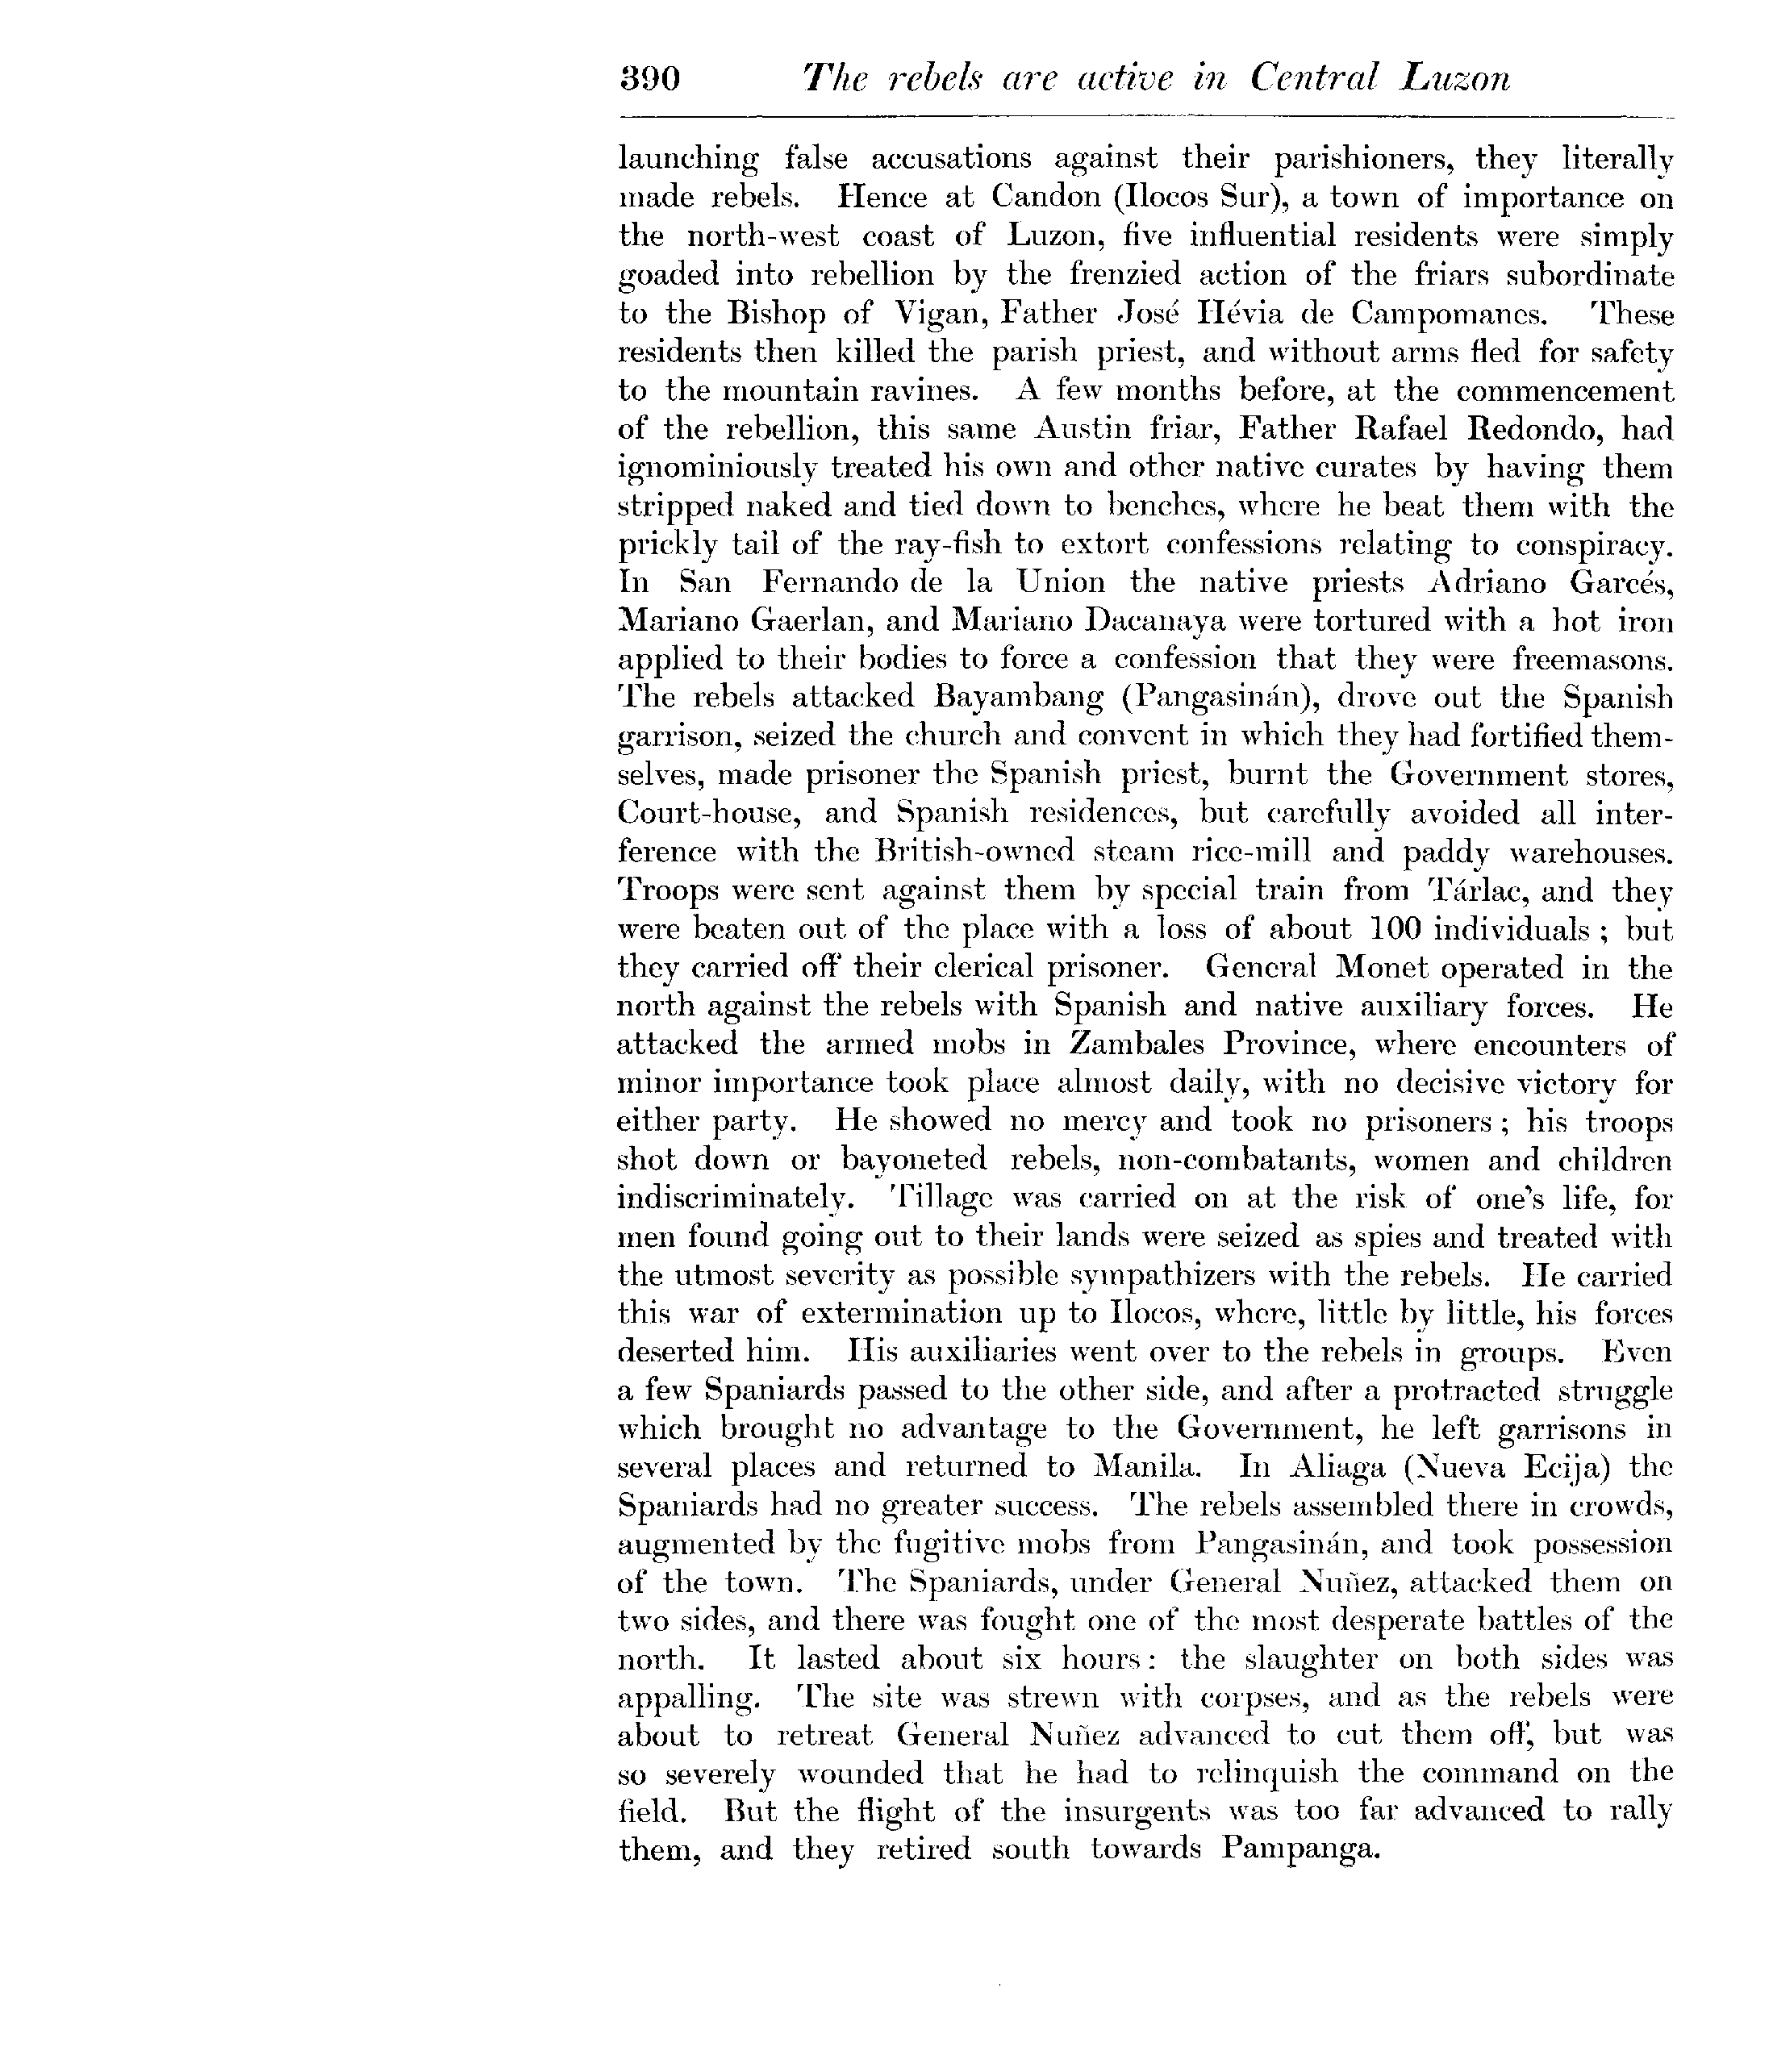 390 The rebels are active in Central Luzon
launching false accusations against their parishioners, they literally
made rebels. Hence at Candon (Ilocos Sur), a town of importance on
the north-west coast of Luzon, five influential residents were simply
goaded into rebellion by the frenzied action of the friars subordinate
to the Bishop of Vigan, Father José Hévia de Campomanes. These
residents then killed the parish priest, and without arms fled for safety
to the mountain ravines. A few months before, at the commencement
of the rebellion, this same Austin friar, Father Rafael Redondo, had
ignominiously treated his own and other native curates by having them
stripped naked and tied down to benches, where he beat them with the
prickly tail of the ray-fish to extort confessions relating to conspiracy.
In San Fernando de la Union the native priests Adriano Garcés,
Mariano Gaerlan, and Mariano Dacanaya were tortured with a hot iron
applied to their bodies to force a confession that they were freemasons.
The rebels attacked Bayambang (Pangasinán), drove out the Spanish
garrison, seized the church and convent in which they had fortified them-
selves, made prisoner the Spanish priest, burnt the Government stores,
Court-house, and Spanish residences, but carefully avoided all inter-
ference with the British-owned steam rice-mill and paddy warehouses.
Troops were sent against them by special train from Tárlac, and they
were beaten out of the place with a loss of about 100 individuals ; but
they carried off their clerical prisoner. General Monet operated in the
north against the rebels with Spanish and native auxiliary forces. He
attacked the armed mobs in Zambales Province, where encounters of
minor importance took place almost daily, with no decisive victory for
either party. He showed no mercy and took no prisoners ; his troops
shot down or bayoneted rebels, non-combatants, women and children
indiscriminately. Tillage was carried on at the risk of one's life, for
men found going out to their lands were seized as spies and treated with
the utmost severity as possible sympathizers with the rebels. He carried
this war of extermination up to Ilocos, where, little by little, his forces
deserted him. His auxiliaries went over to the rebels in groups. Even
a few Spaniards passed to the other side, and after a protracted struggle
which brought no advantage to the Government, he left garrisons in
several places and returned to Manila. In Aliaga (Nueva Ecija) the
Spaniards had no greater success. The rebels assembled there in crowds,
augmented by the fugitive mobs from Pangasinán, and took possession
of the town. The Spaniards, under General Nuñez, attacked them on
two sides, and there was fought one of the most desperate battles of the
north. It lasted about six hours : the slaughter on both sides was
appalling. The site was strewn with corpses, and as the rebels were
about to retreat General Nuñez advanced to cut them off, but was
so severely wounded that he had to relinquish the command on the
field. But the flight of the insurgents was too far advanced to rally
them, and they retired south towards Pampanga.